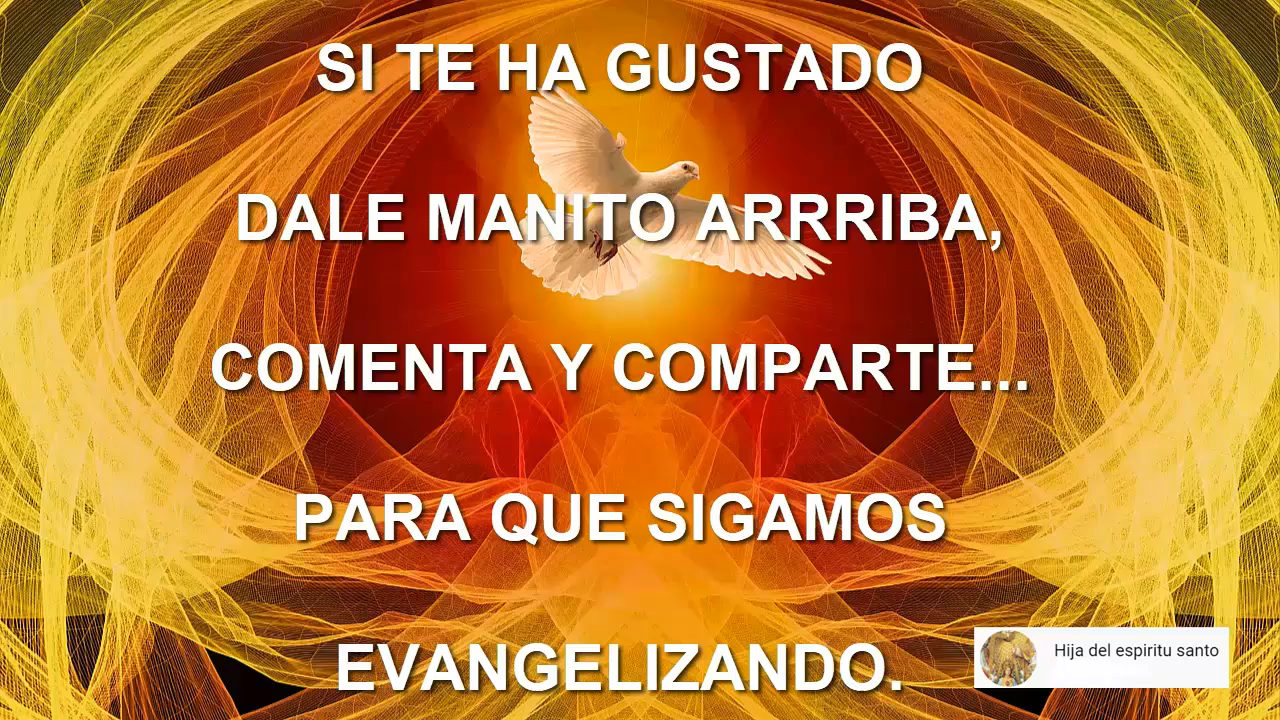 SI TE HA GUSTADO
DALE MANITO ARRRIBA,
COMENTA Y COMPARTE...
PARA QUE SIGAMOS
EVANGELIZANDO.
Hija del espiritu santo